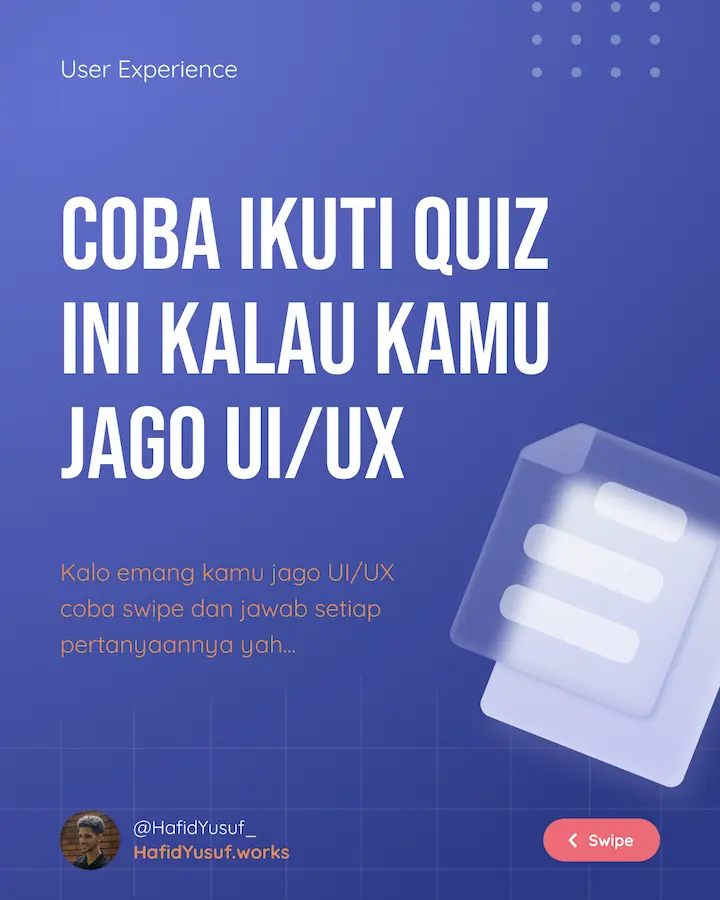 User Experience
COBA IKUTI QUIZ
INI KALAU KAMU
JAGO UI/UX
Kalo emang kamu jago UI/UX
coba swipe dan jawab setiap
pertanyaannya yah...
@HafidYusuf_
HafidYusuf.works
Swipe